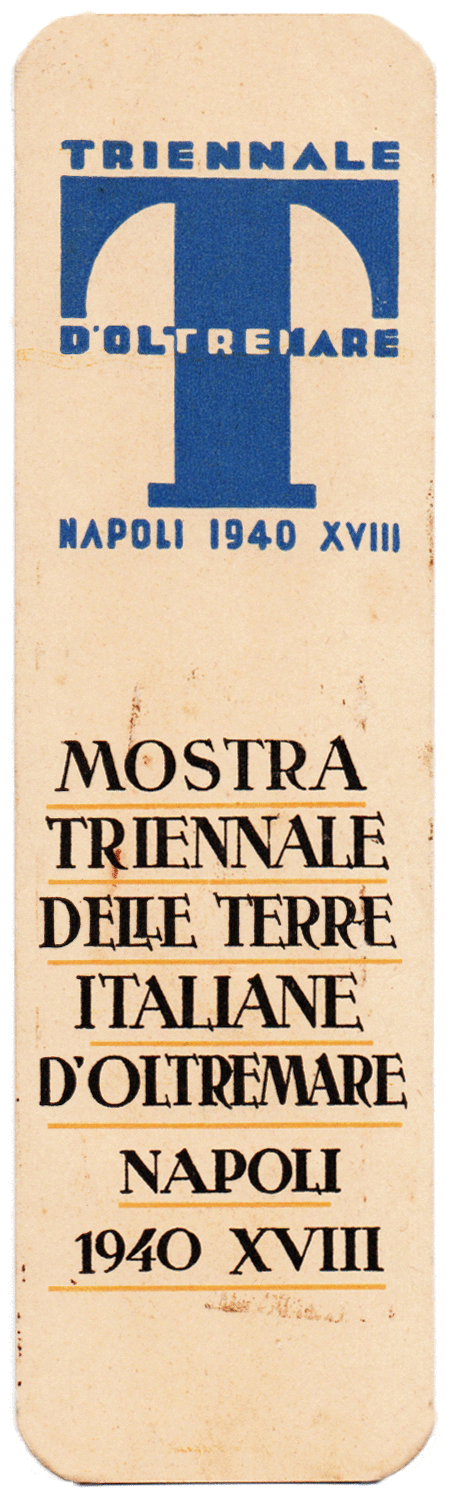 TRIENNALE
D'OLTREMARE
NAPOLI 1940 XVIII
MOSTRA
TRIENNALE
DELLE TERRE
ITALIANE
D'OLTREMARE
NAPOLI
1940 XVIII